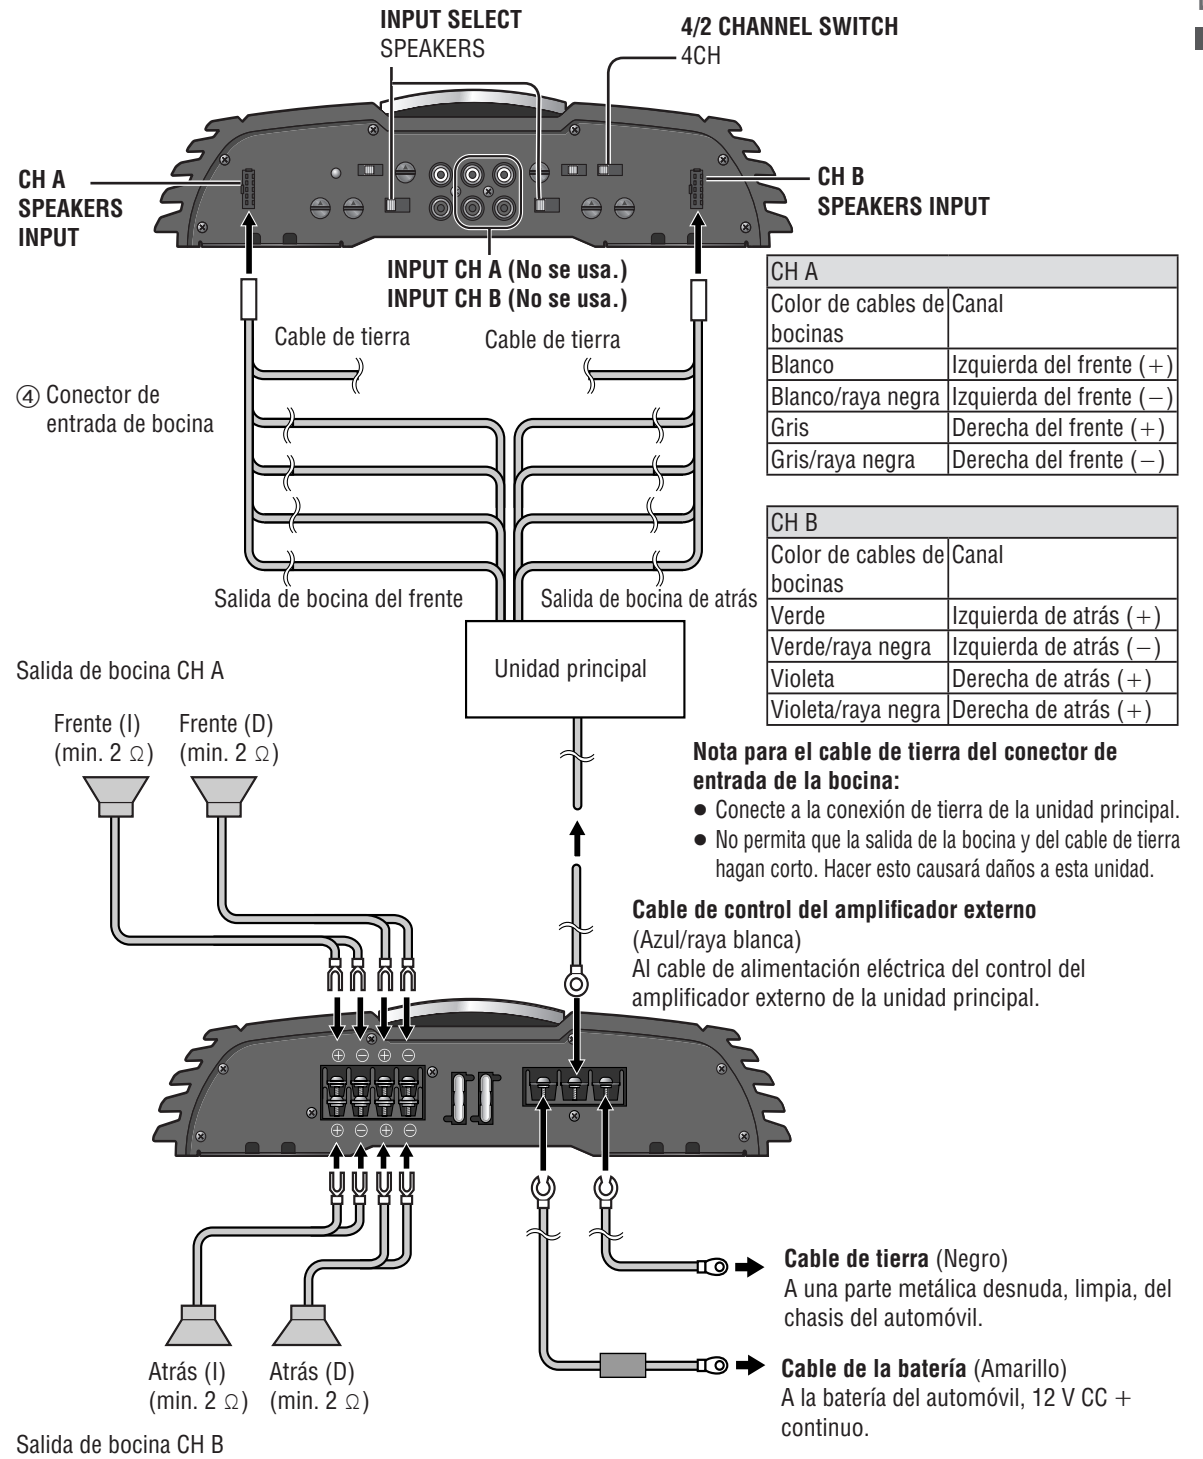 INPUT SELECT
SPEAKERS
4/2 CHANNEL SWITCH
4CH
CH A
SPEAKERS
INPUT
CH B
SPEAKERS INPUT
INPUT CH A (No se usa.)
INPUT CH B (No se usa.)
Cable de tierra
Cable de tierra
④ Conector de
entrada de bocina
Salida de bocina del frente
Salida de bocina de atrás
Unidad principal
CH A
Color de cables de bocinas Canal
Blanco Izquierda del frente (+)
Blanco/raya negra Izquierda del frente (−)
Gris Derecha del frente (+)
Gris/raya negra Derecha del frente (−)
CH B
Color de cables de bocinas Canal
Verde Izquierda de atrás (+)
Verde/raya negra Izquierda de atrás (−)
Violeta Derecha de atrás (+)
Violeta/raya negra Derecha de atrás (+)
Nota para el cable de tierra del conector de
entrada de la bocina:
● Conecte a la conexión de tierra de la unidad principal.
● No permita que la salida de la bocina y del cable de tierra
hagan corto. Hacer esto causará daños a esta unidad.
Salida de bocina CH A
Frente (I)
(min. 2 Ω)
Frente (D)
(min. 2 Ω)
Cable de control del amplificador externo
(Azul/raya blanca)
Al cable de alimentación eléctrica del control del
amplificador externo de la unidad principal.
⊕ ⊖ ⊕ ⊖
⊕ ⊖ ⊕ ⊖
Cable de tierra (Negro)
A una parte metálica desnuda, limpia, del
chasis del automóvil.
Cable de la batería (Amarillo)
A la batería del automóvil, 12 V CC +
continuo.
Atrás (I)
(min. 2 Ω)
Atrás (D)
(min. 2 Ω)
Salida de bocina CH B